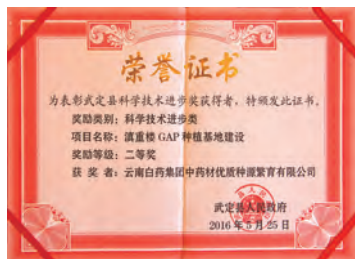 荣誉证书
为表彰武定县科学技术进步奖获得者，特颁发此证书。
奖励类别：科学技术进步类
项目名称：滇重楼 GAP 种植基地建设
奖励等级：二等奖
获 奖 者：云南白药集团中药材优质种源繁育有限公司
武定县人民政府
2016年5月25日